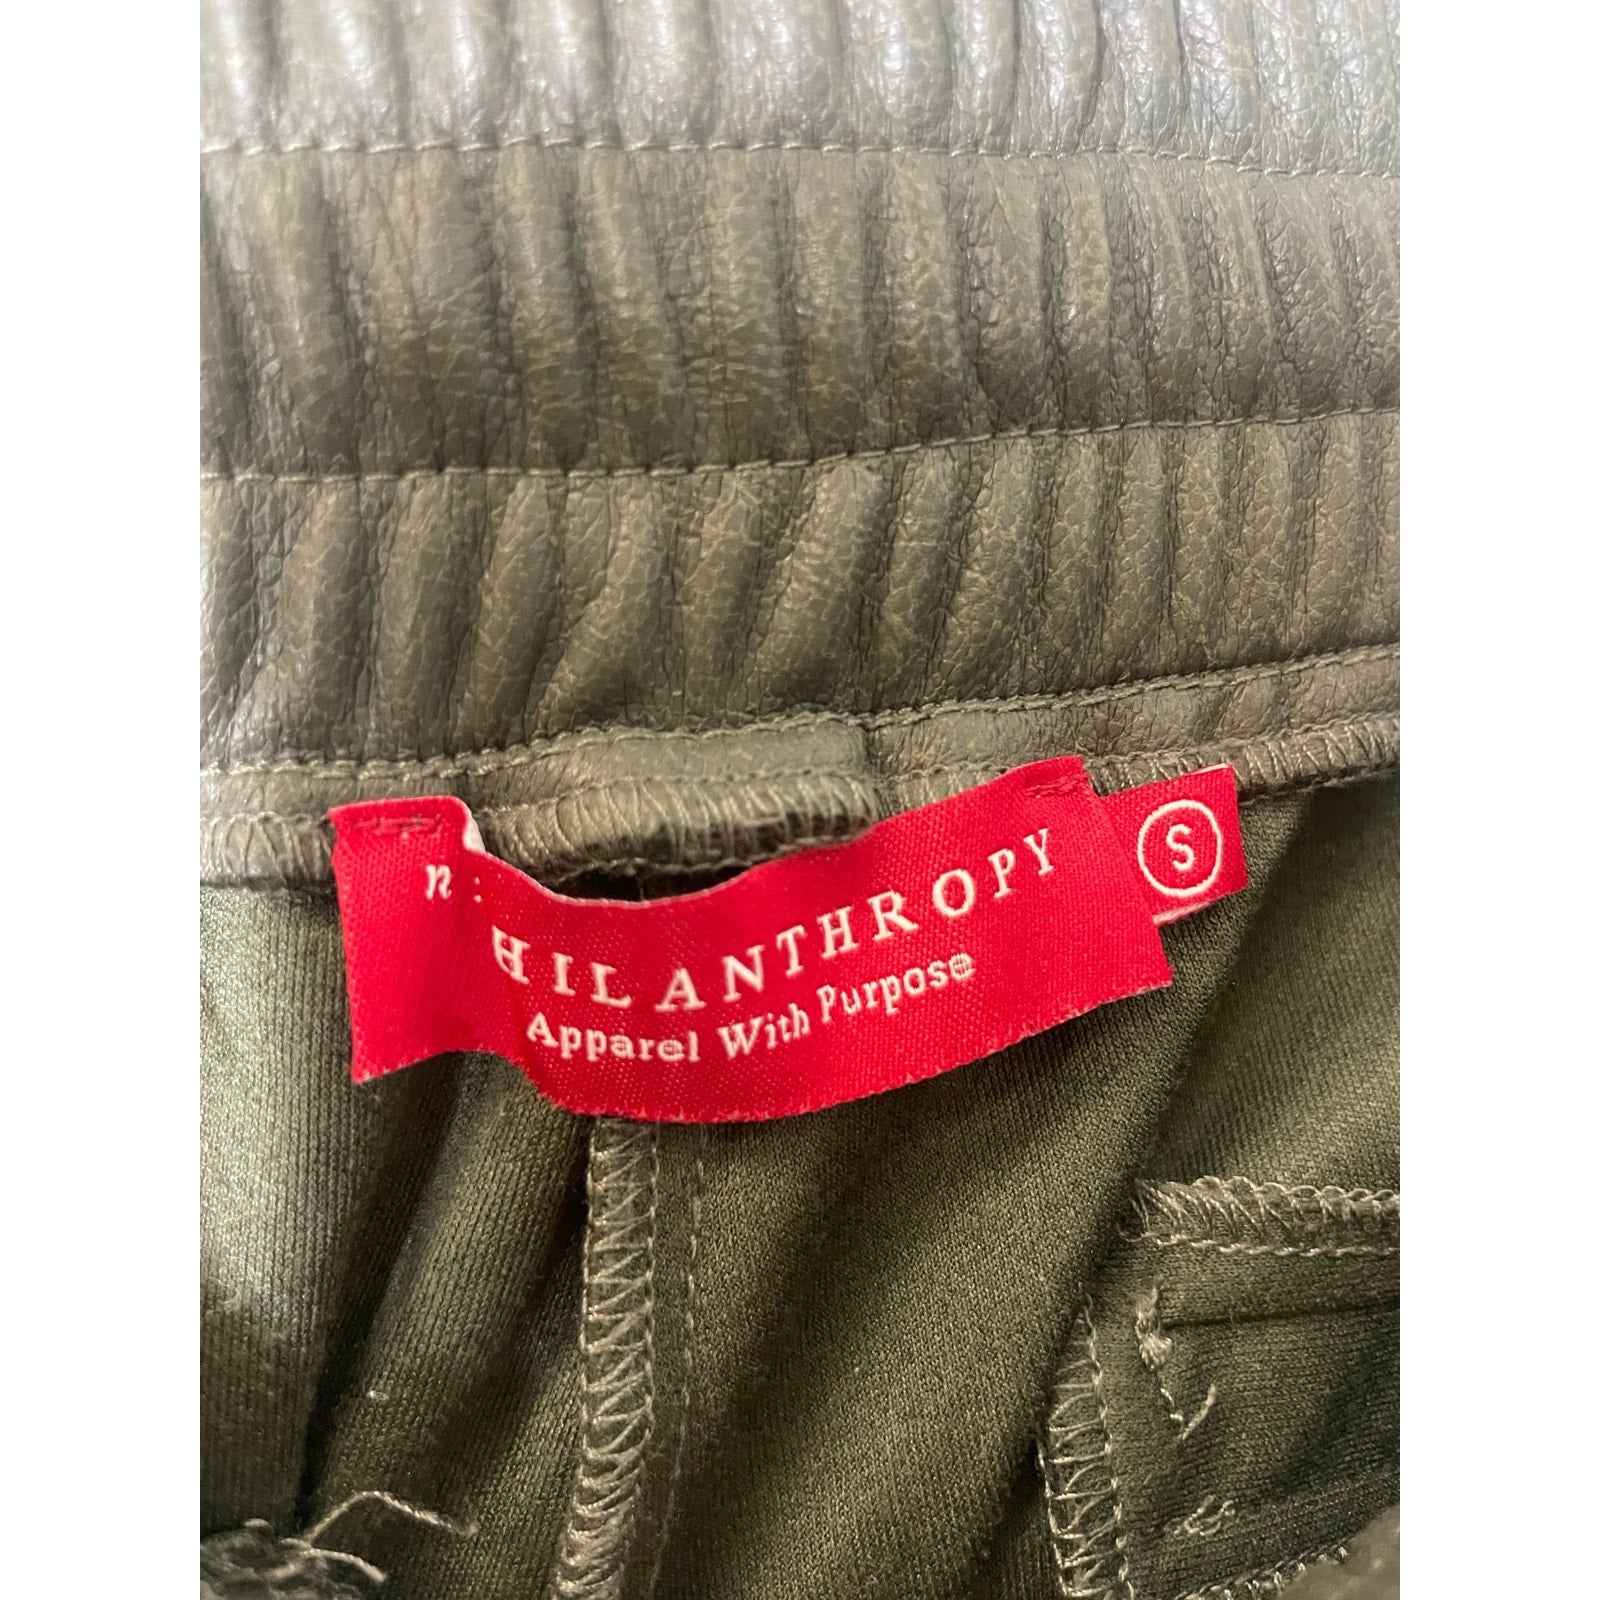 n:
HILANTHROPY
Apparel With Purpose
S